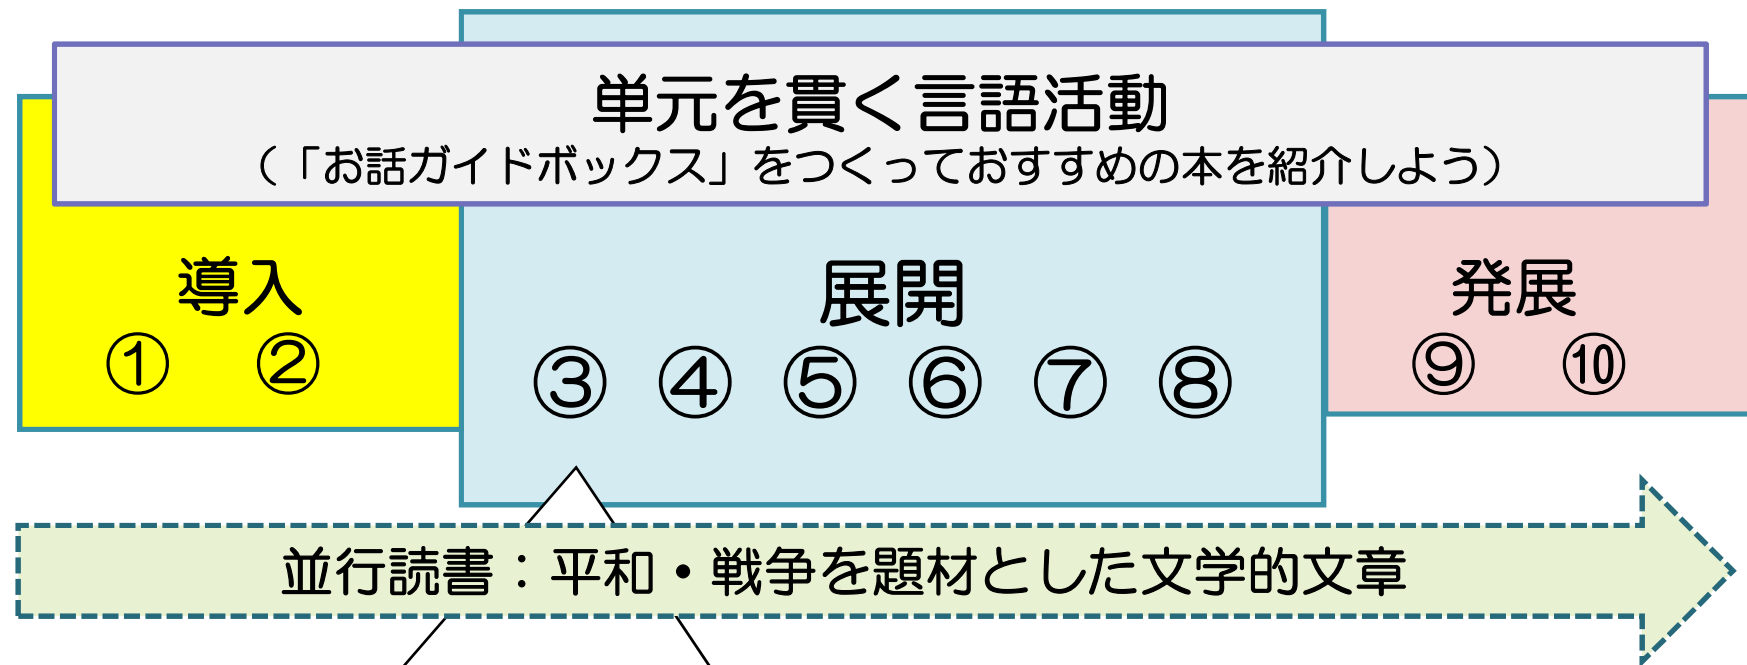 単元を貫く言語活動
（「お話ガイドボックス」をつくっておすすめの本を紹介しよう）
導入
① ②
展開
③ ④ ⑤ ⑥ ⑦ ⑧
発展
⑨ ⑩
並行読書：平和・戦争を題材とした文学的文章